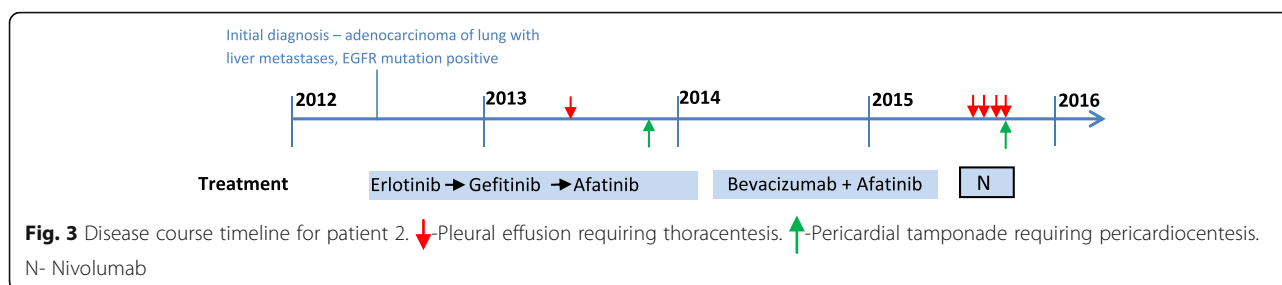 Initial diagnosis – adenocarcinoma of lung with
liver metastases, EGFR mutation positive
2012 2013 2014 2015 2016
Treatment Erlotinib Gefitinib Afatinib Bevacizumab + Afatinib N
Fig. 3 Disease course timeline for patient 2. -Pleural effusion requiring thoracentesis. -Pericardial tamponade requiring pericardiocentesis.
N- Nivolumab